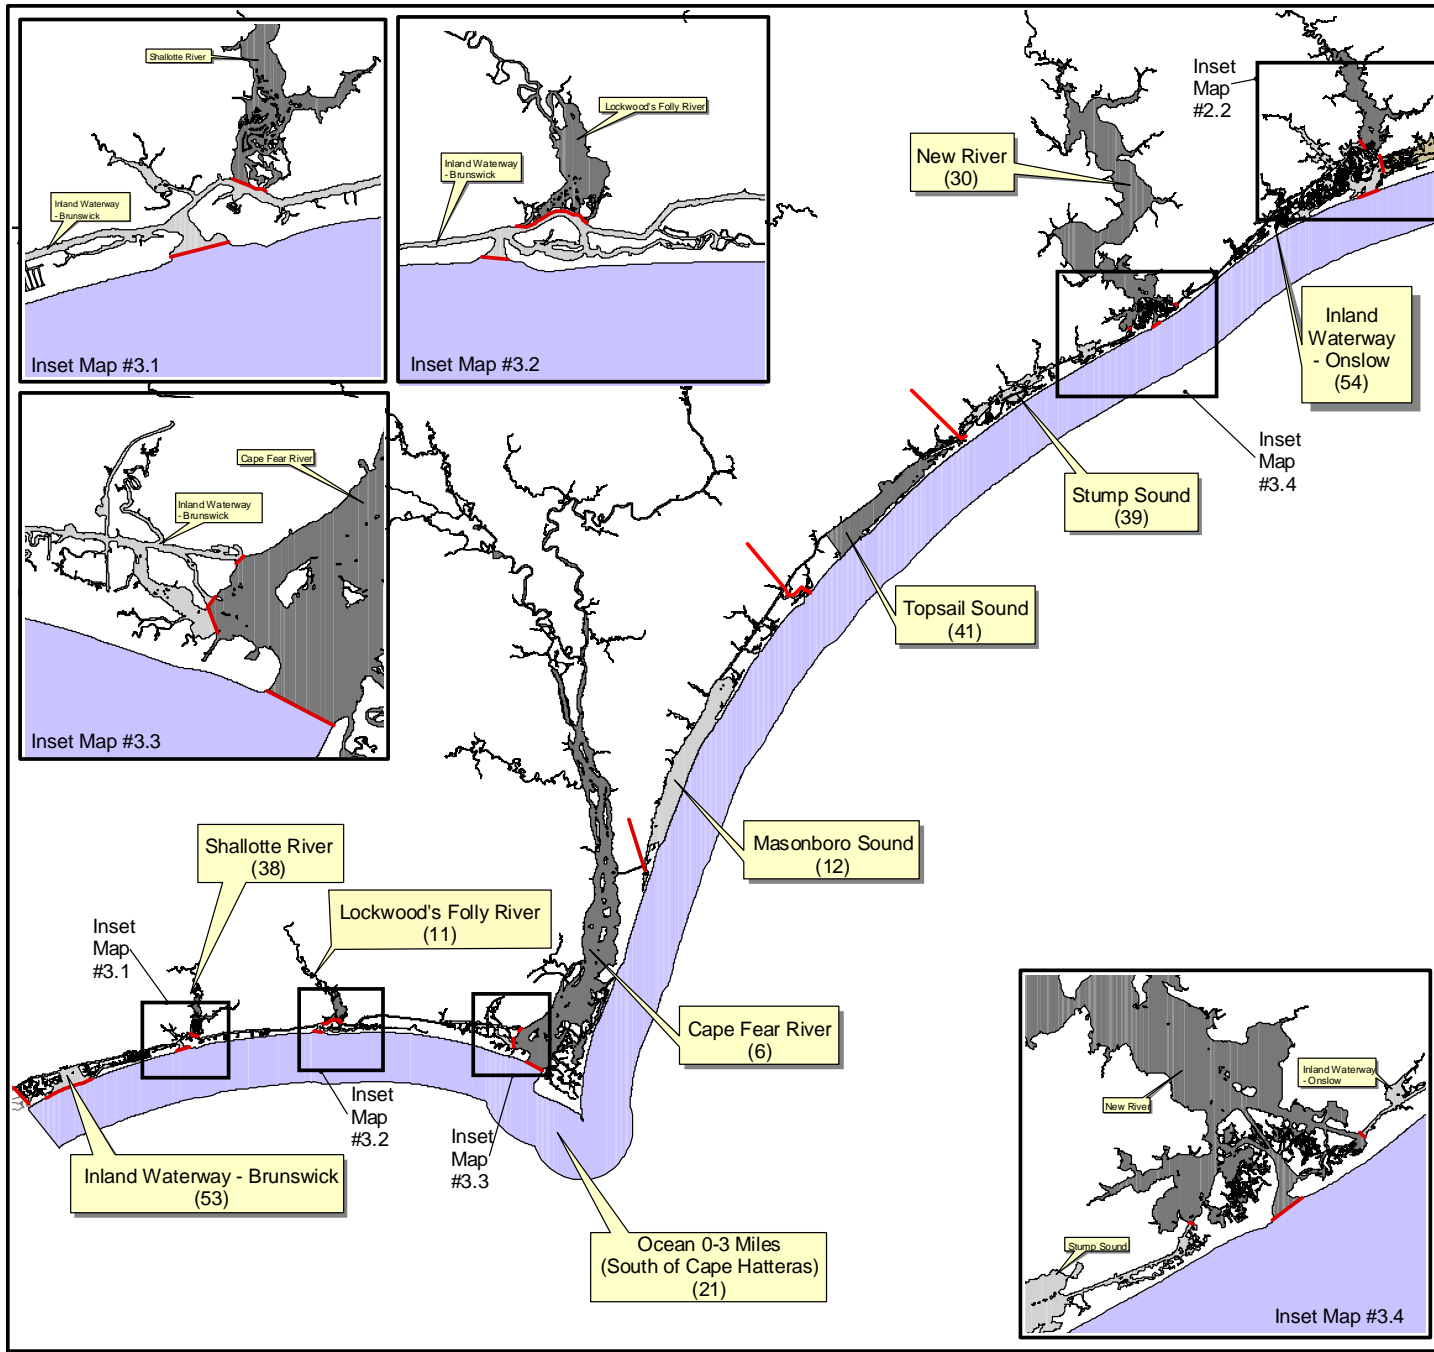 Shallotte River
Inland Waterway
- Brunswick
Inset Map #3.1
Lockwood's Folly River
Inland Waterway
- Brunswick
Inset Map #3.2
Cape Fear River
Inland Waterway
- Brunswick
Inset Map #3.3
New River
(30)
Inset
Map
#2.2
Inland
Waterway
- Onslow
(54)
Inset
Map
#3.4
Stump Sound
(39)
Topsail Sound
(41)
Masonboro Sound
(12)
Shallotte River
(38)
Lockwood's Folly River
(11)
Inset
Map
#3.1
Cape Fear River
(6)
Inset
Map
#3.2
Inset
Map
#3.3
Inland Waterway - Brunswick
(53)
Ocean 0-3 Miles
(South of Cape Hatteras)
(21)
Inland Waterway
- Onslow
New River
Stump Sound
Inset Map #3.4